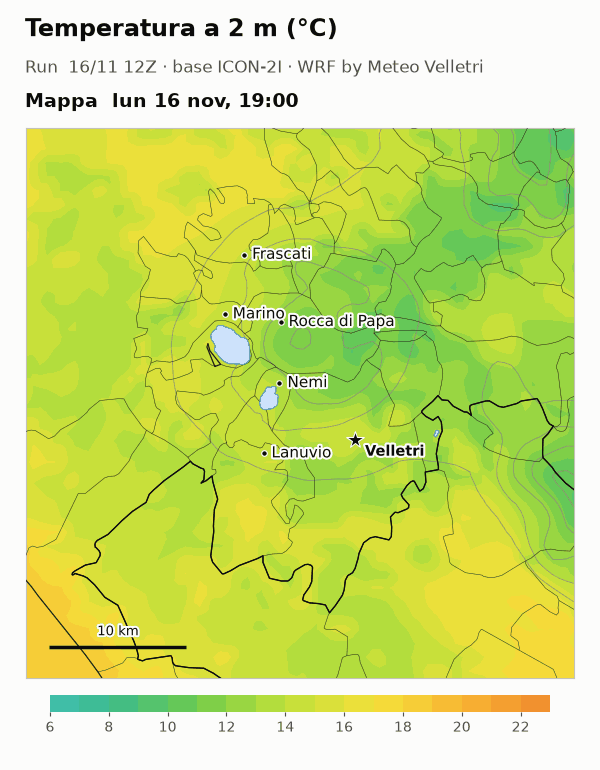 Temperatura a 2 m (°C)
Run  16/11 12Z · base ICON-2I · WRF by Meteo Velletri
Mappa  lun 16 nov, 19:00
Frascati
Marino
Rocca di Papa
Nemi
Velletri
Lanuvio
10 km
6 8 10 12 14 16 18 20 22